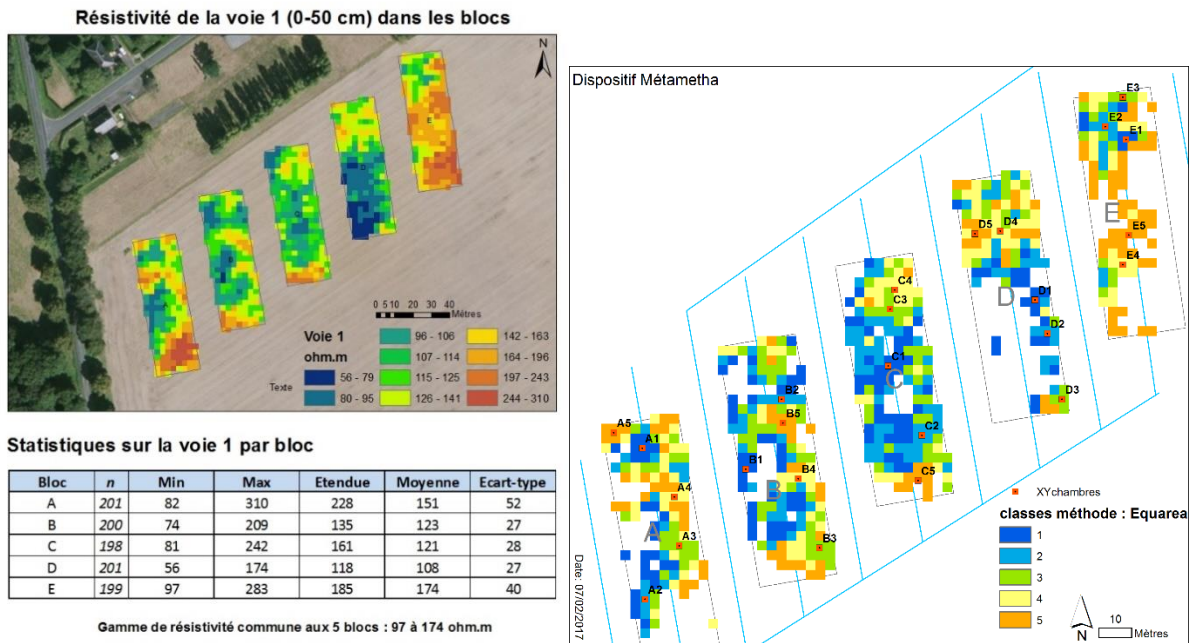 Résistivité de la voie 1 (0-50 cm) dans les blocs
N
E
D
C
B
A
0 5 10 20 30 40
Mètres
Voie 1
ohm.m
Texte
56 - 79
80 - 95
96 - 106
107 - 114
115 - 125
126 - 141
142 - 163
164 - 196
197 - 243
244 - 310
Statistiques sur la voie 1 par bloc
Bloc n Min Max Etendue Moyenne Ecart-type
A 201 82 310 228 151 52
B 200 74 209 135 123 27
C 198 81 242 161 121 28
D 201 56 174 118 108 27
E 199 97 283 185 174 40
Gamme de résistivité commune aux 5 blocs : 97 à 174 ohm.m
Dispositif Métametha
E3
E2
E1
E
E5
E4
D5
D4
D
D1
D2
D3
C4
C3
C1
C
C2
C5
B2
B5
B1
B4
B
B3
A5
A1
A4
A
A3
A2
Date: 07/02/2017
XYchambres
classes méthode : Equarea
1
2
3
4
5
N
10
Mètres